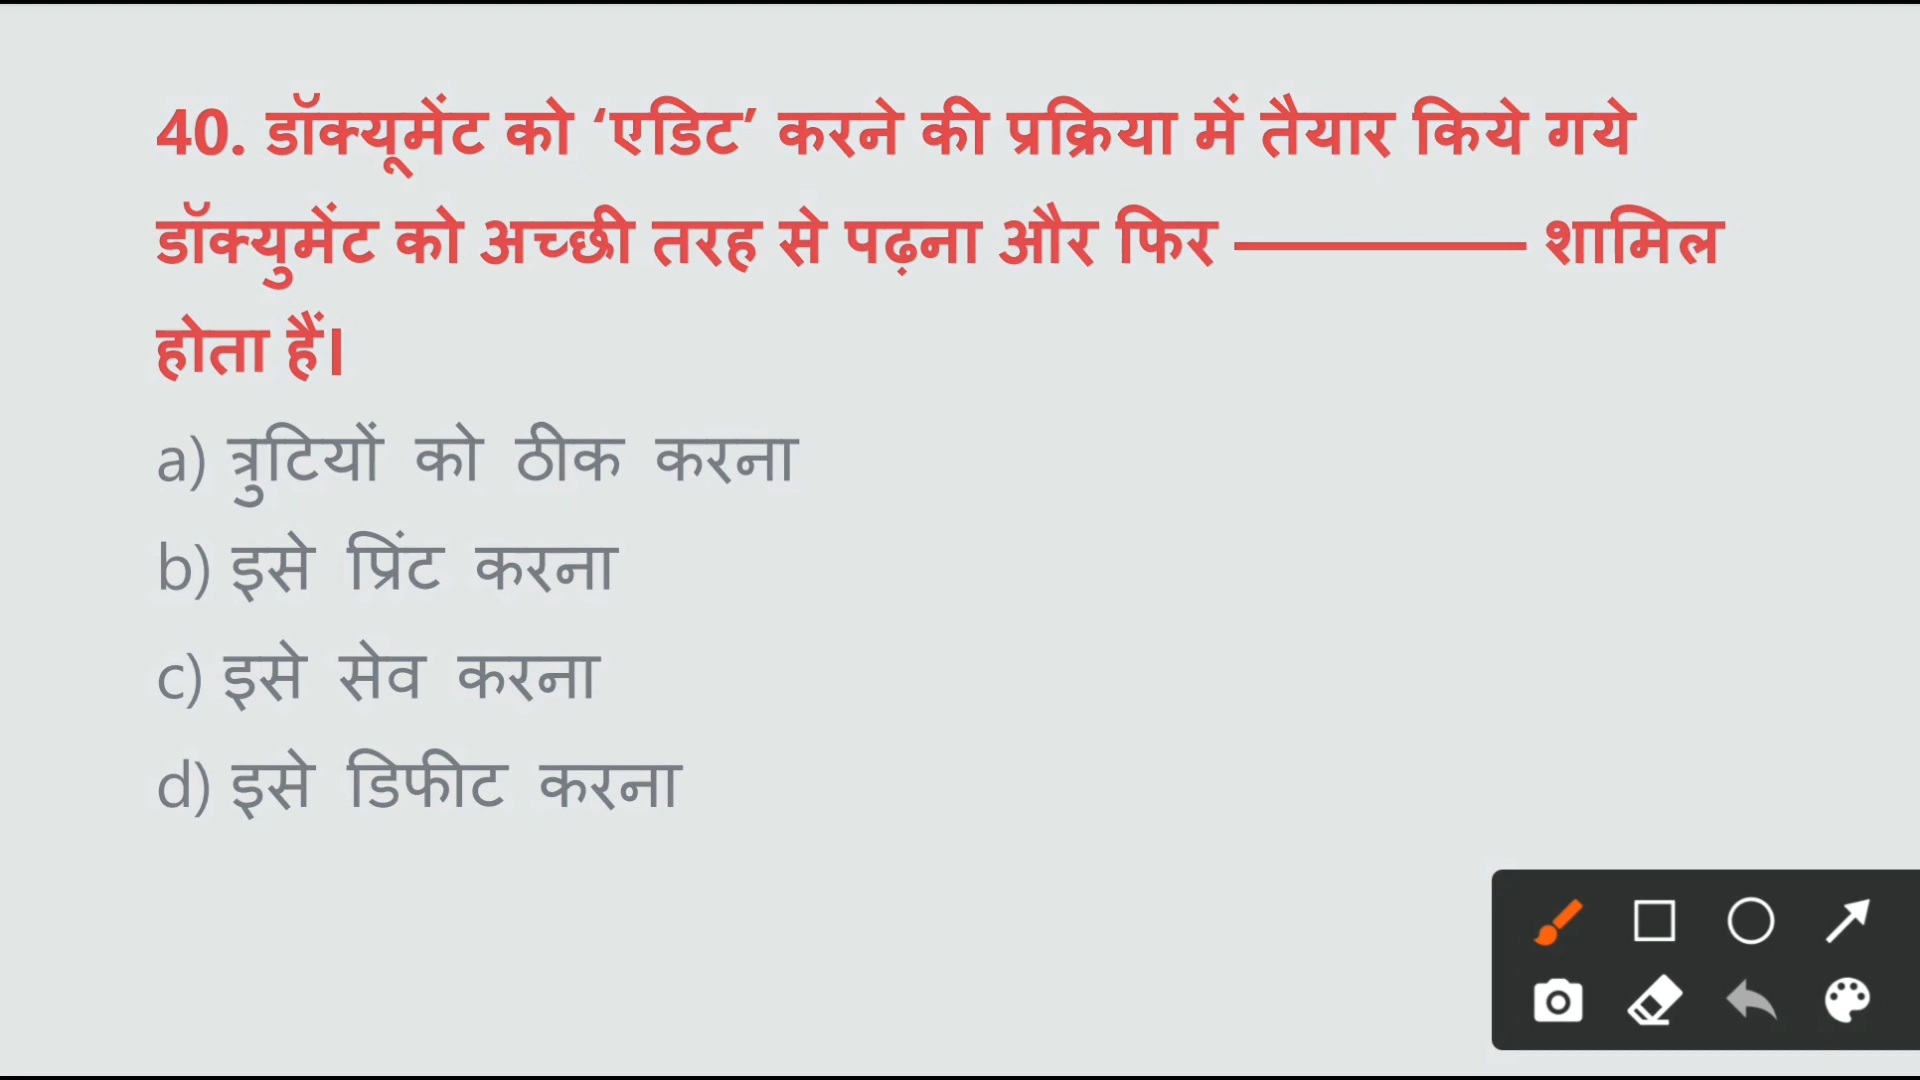 40. डॉक्यूमेंट को ‘एडिट’ करने की प्रक्रिया में तैयार किये गये
डॉक्युमेंट को अच्छी तरह से पढ़ना और फिर ————— शामिल
होता हैं।
a) त्रुटियों को ठीक करना
b) इसे प्रिंट करना
c) इसे सेव करना
d) इसे डिफीट करना